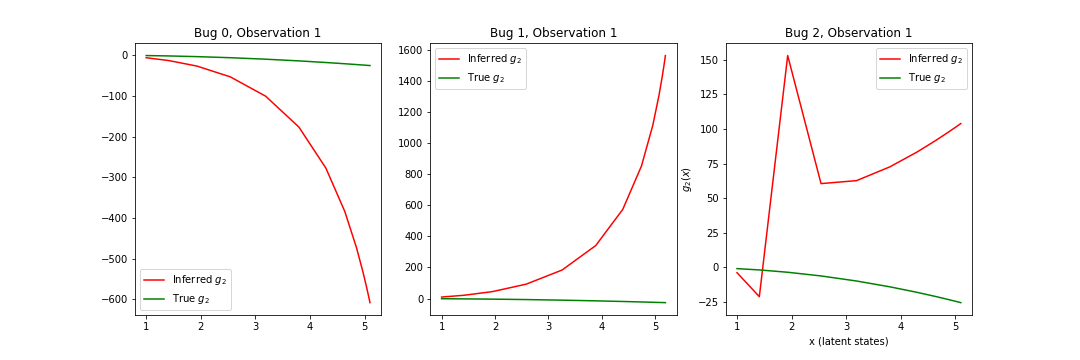 Bug 0, Observation 1
0
−100
−200
−300
−400
−500
−600
Inferred g₂
True g₂
1 2 3 4 5
Bug 1, Observation 1
1600
1400
1200
1000
800
600
400
200
0
Inferred g₂
True g₂
1 2 3 4 5
Bug 2, Observation 1
g₂(x)
150
125
100
75
50
25
0
−25
Inferred g₂
True g₂
1 2 3 4 5
x (latent states)